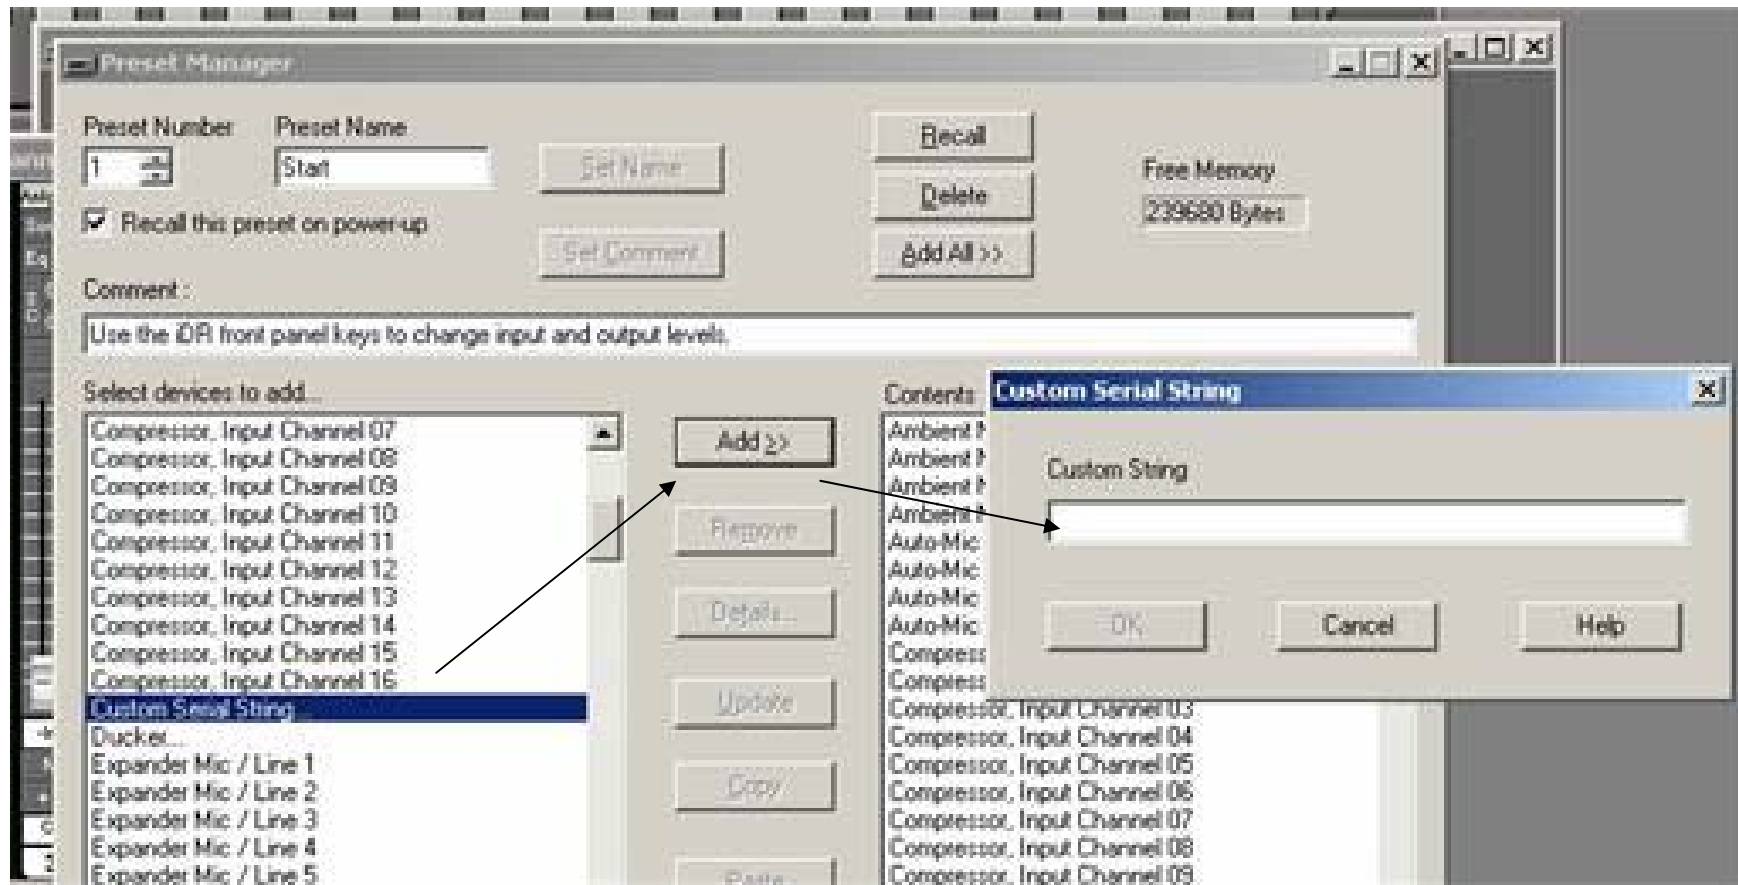 Preset Manager
Preset Number
Preset Name
1
Start
Set Name
Recall
Delete
Add All >>
Free Memory
239680 Bytes
Recall this preset on power-up
Set Comment
Comment :
Use the iDR front panel keys to change input and output levels.
Select devices to add...
Compressor, Input Channel 07
Compressor, Input Channel 08
Compressor, Input Channel 09
Compressor, Input Channel 10
Compressor, Input Channel 11
Compressor, Input Channel 12
Compressor, Input Channel 13
Compressor, Input Channel 14
Compressor, Input Channel 15
Compressor, Input Channel 16
Custom Serial String...
Ducker...
Expander Mic / Line 1
Expander Mic / Line 2
Expander Mic / Line 3
Expander Mic / Line 4
Expander Mic / Line 5
Add >>
Remove
Details...
Update
Copy
Paste
Contents
Ambient
Ambient
Ambient
Ambient
Auto-Mic
Auto-Mic
Auto-Mic
Auto-Mic
Compress
Compress
Compressor, Input Channel 03
Compressor, Input Channel 04
Compressor, Input Channel 05
Compressor, Input Channel 06
Compressor, Input Channel 07
Compressor, Input Channel 08
Compressor, Input Channel 09
Custom Serial String
Custom String
OK
Cancel
Help